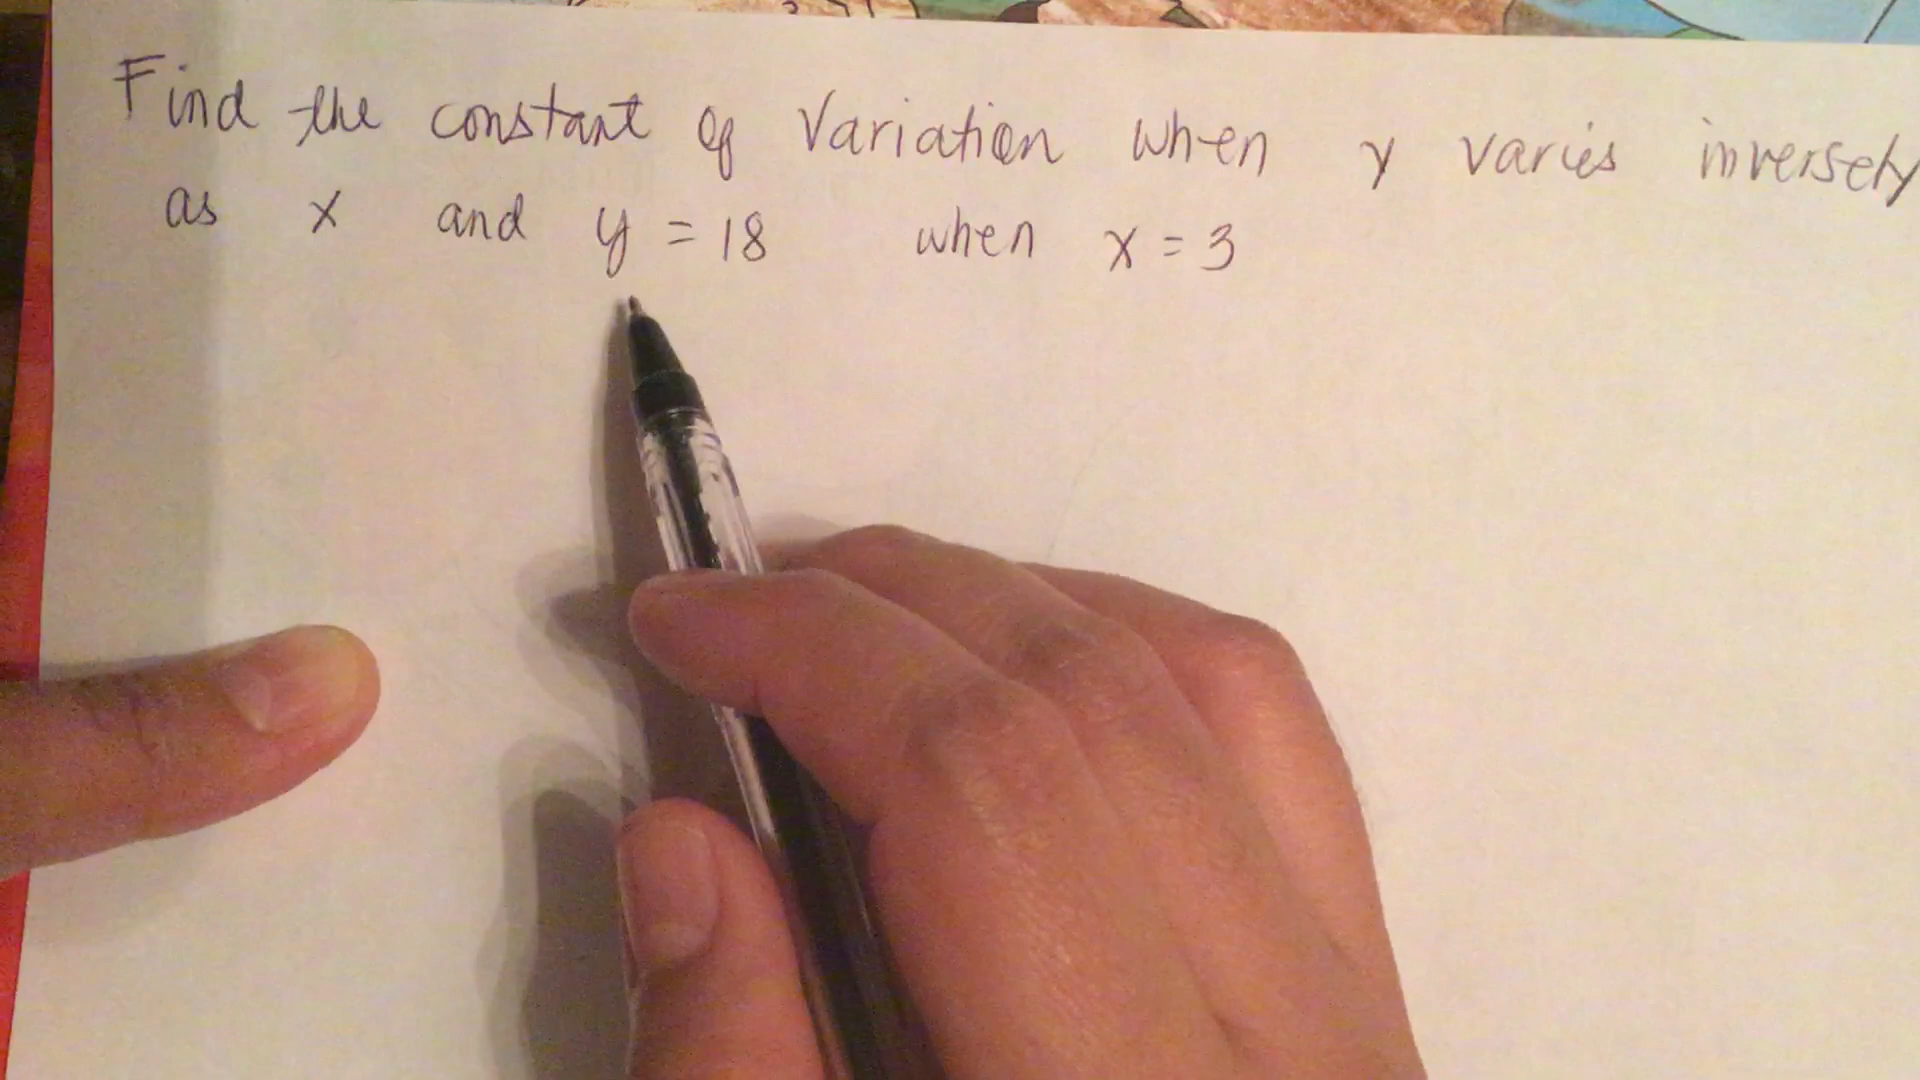 Find the constant of Variation when y varies inversely
as x and y = 18 when x = 3